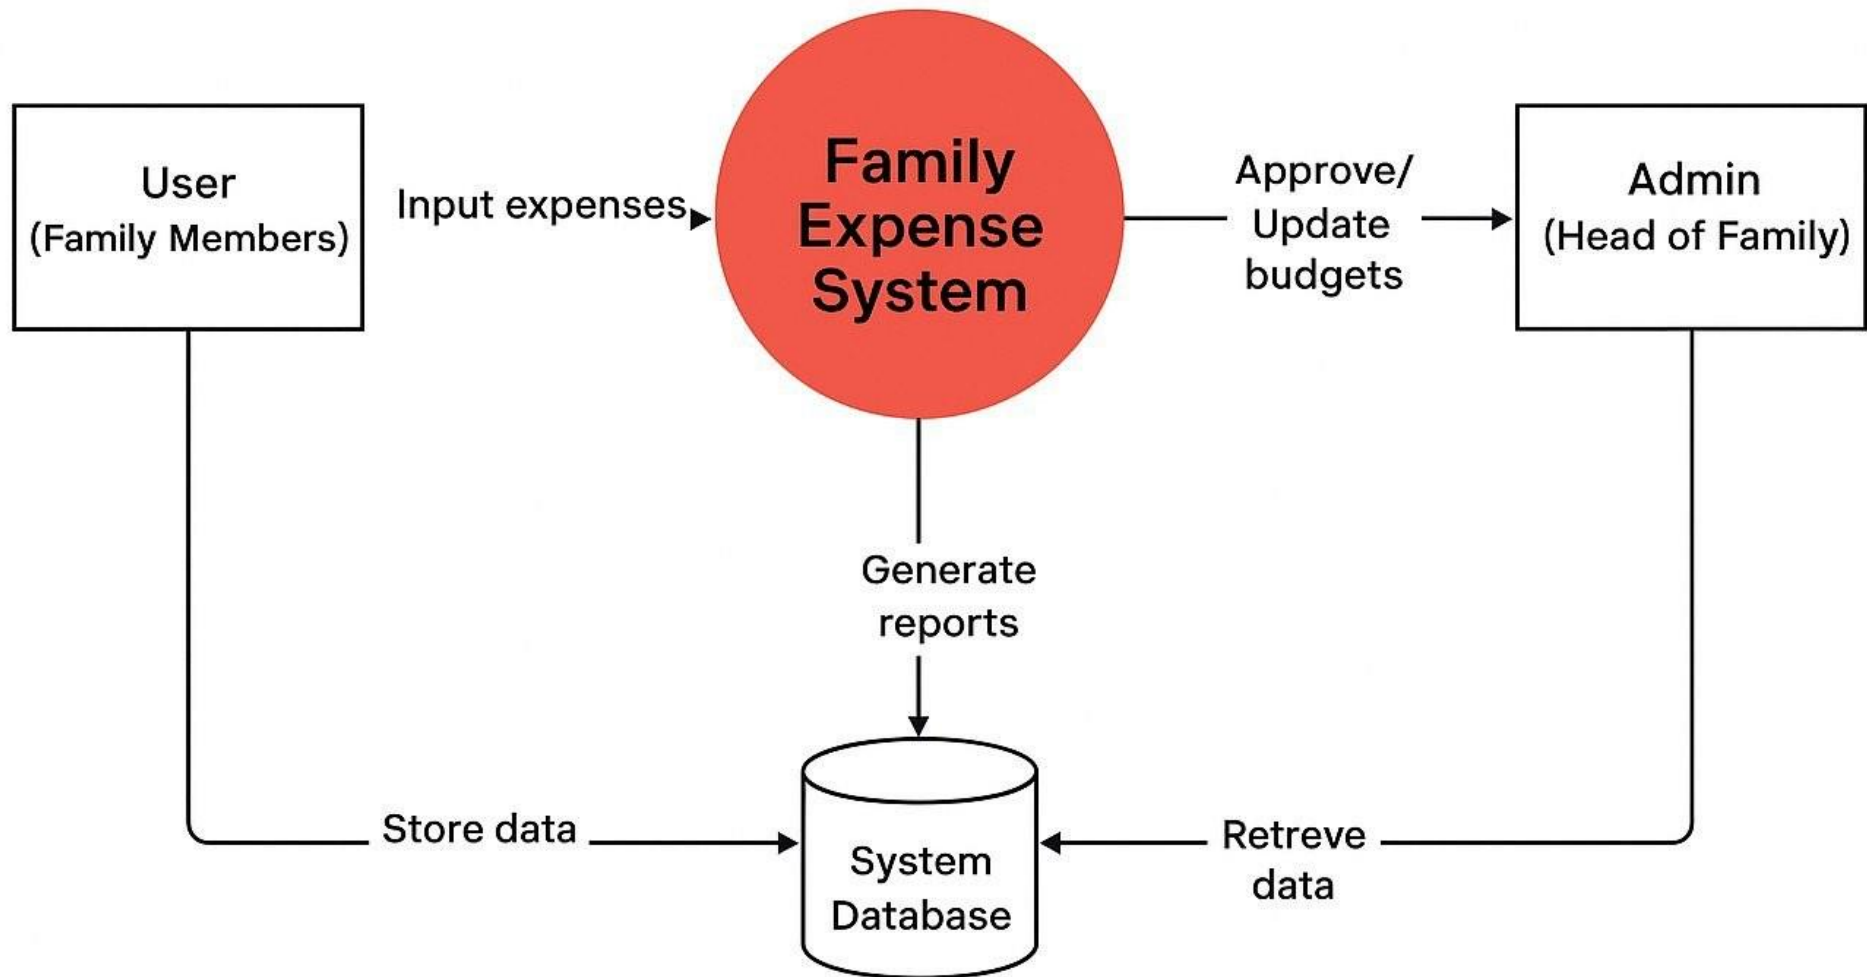 User
(Family Members)
Input expenses
Family
Expense
System
Approve/
Update
budgets
Admin
(Head of Family)
Generate
reports
Store data
System
Database
Retreve
data